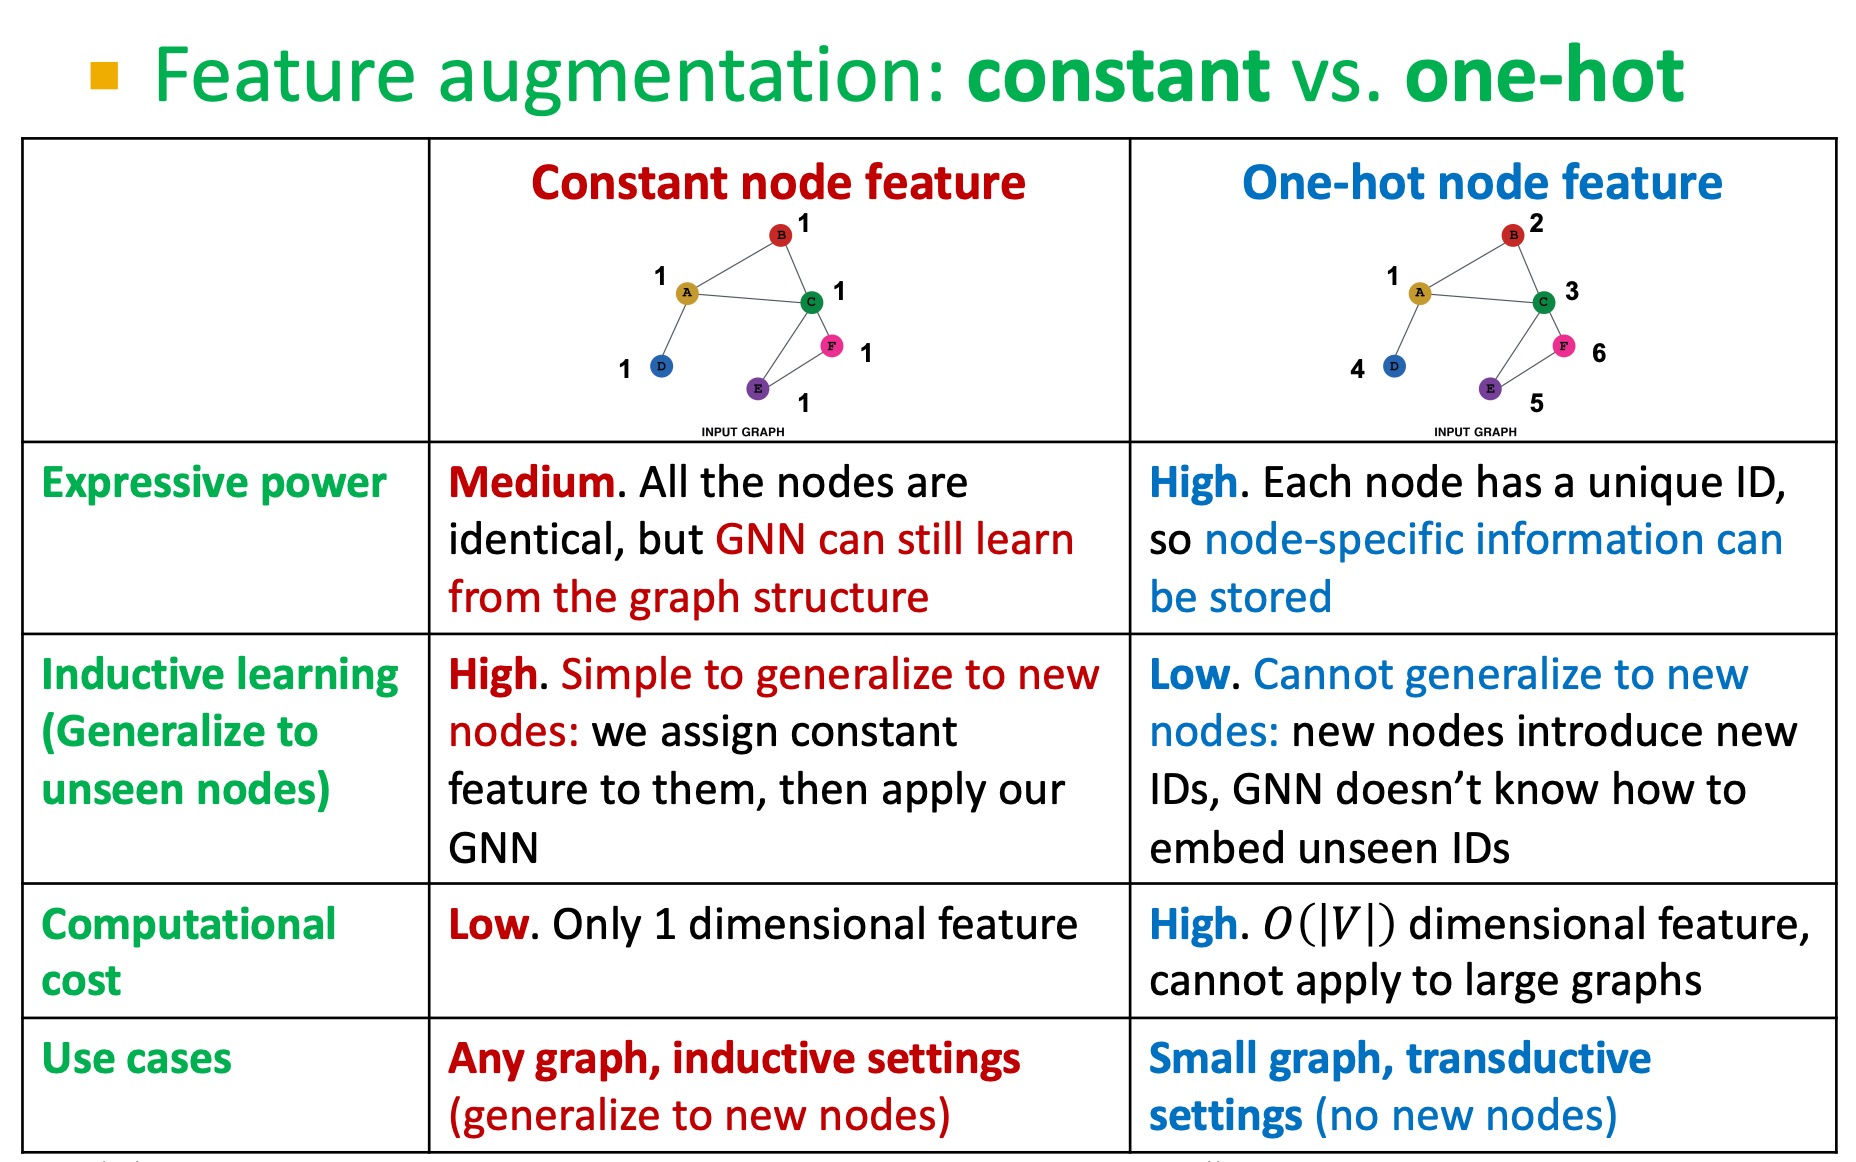 Feature augmentation: constant vs. one-hot
Constant node feature
B 1
1 A
C 1
F 1
1 D
E 1
INPUT GRAPH
One-hot node feature
B 2
1 A
C 3
F 6
4 D
E 5
INPUT GRAPH
Expressive power
Medium. All the nodes are
identical, but GNN can still learn
from the graph structure
High. Each node has a unique ID,
so node-specific information can
be stored
Inductive learning
(Generalize to
unseen nodes)
High. Simple to generalize to new
nodes: we assign constant
feature to them, then apply our
GNN
Low. Cannot generalize to new
nodes: new nodes introduce new
IDs, GNN doesn’t know how to
embed unseen IDs
Computational
cost
Low. Only 1 dimensional feature
High. O(|V|) dimensional feature,
cannot apply to large graphs
Use cases
Any graph, inductive settings
(generalize to new nodes)
Small graph, transductive
settings (no new nodes)